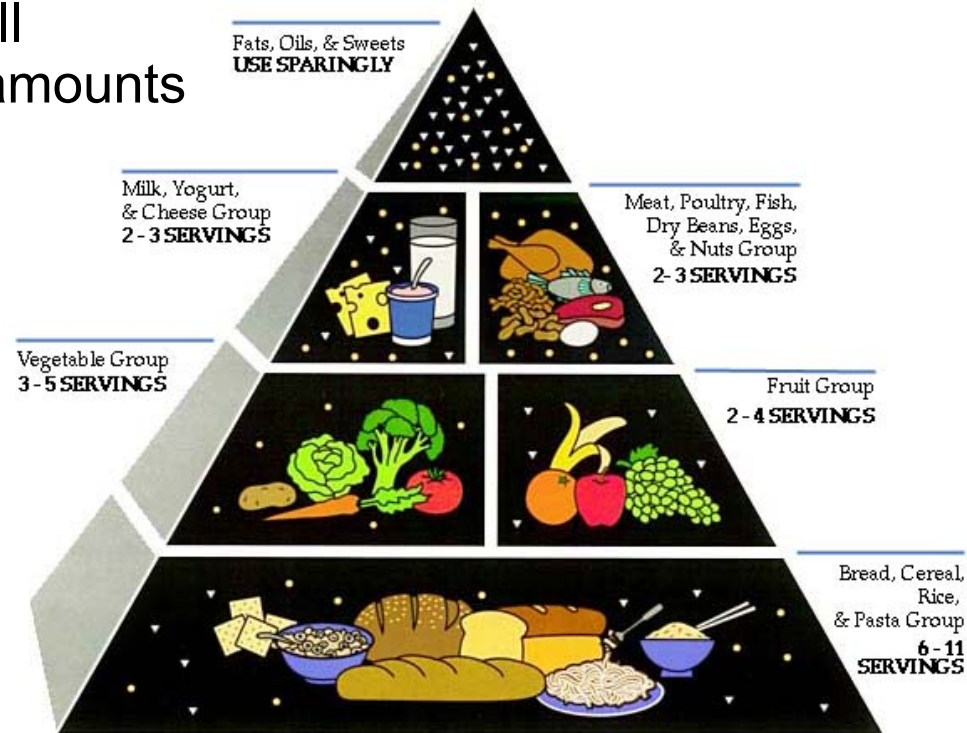 ll
amounts
Fats, Oils, & Sweets
USE SPARINGLY
Milk, Yogurt,
& Cheese Group
2 - 3 SERVINGS
Meat, Poultry, Fish,
Dry Beans, Eggs,
& Nuts Group
2- 3 SERVINGS
Vegetable Group
3 - 5 SERVINGS
Fruit Group
2 - 4 SERVINGS
Bread, Cereal,
Rice,
& Pasta Group
6 - 11
SERVINGS